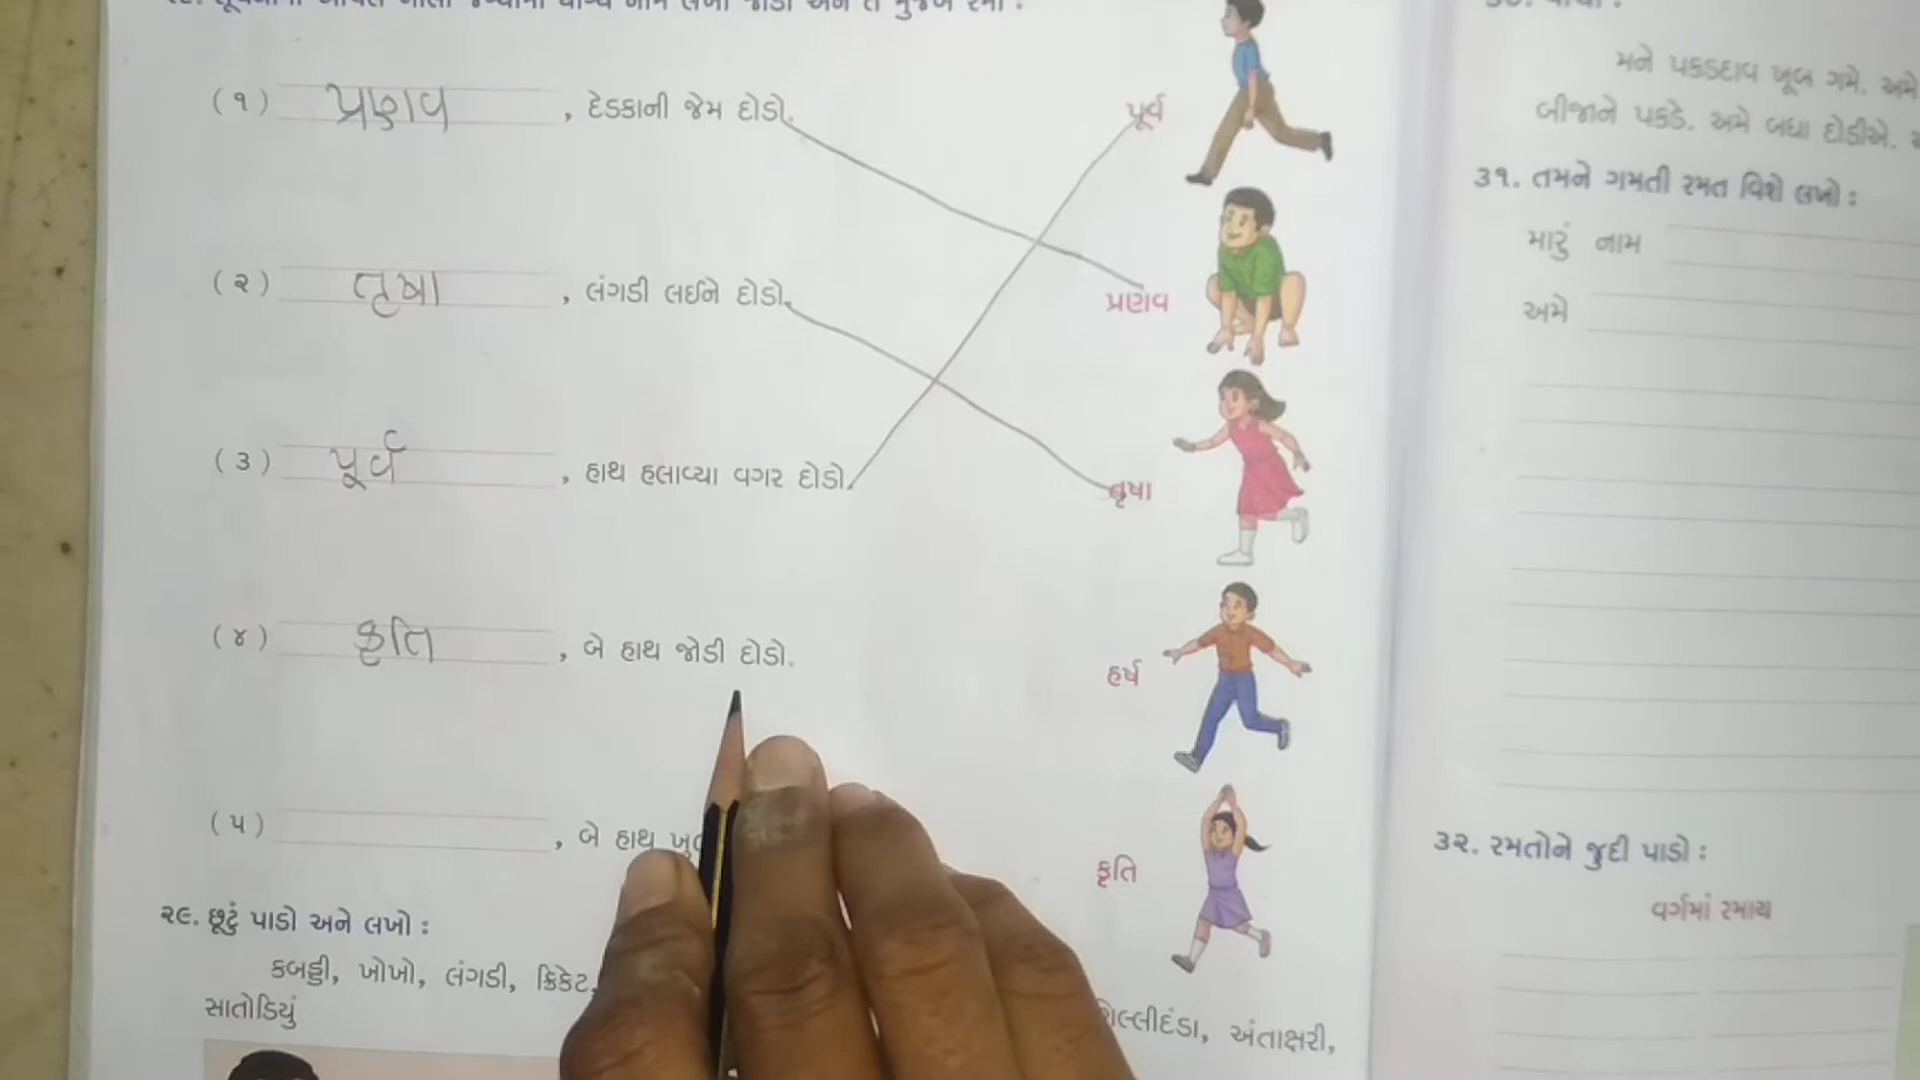 (૧) પ્રણવ, દેડકાની જેમ દોડો.
પૂર્વ
(૨) તૃષા, લંગડી લઈને દોડો.
પ્રણવ
(૩) પૂર્વ, હાથ હલાવ્યા વગર દોડો.
તૃષા
(૪) કૃતિ, બે હાથ જોડી દોડો.
હર્ષ
(૫) , બે હાથ
કૃતિ
૨૯. છૂટું પાડો અને લખો :
કબડ્ડી, ખોખો, લંગડી, ક્રિકેટ,
ગિલ્લીદંડા, અંતાક્ષરી,
સાતોડિયું
મને પકડદાવ ખૂબ ગમે. અમે
બીજાને પકડે. અમે બધા દોડીએ.
૩૧. તમને ગમતી રમત વિશે લખો :
મારું નામ
અમે
૩૨. રમતોને જુદી પાડો :
વર્ગમાં રમાય